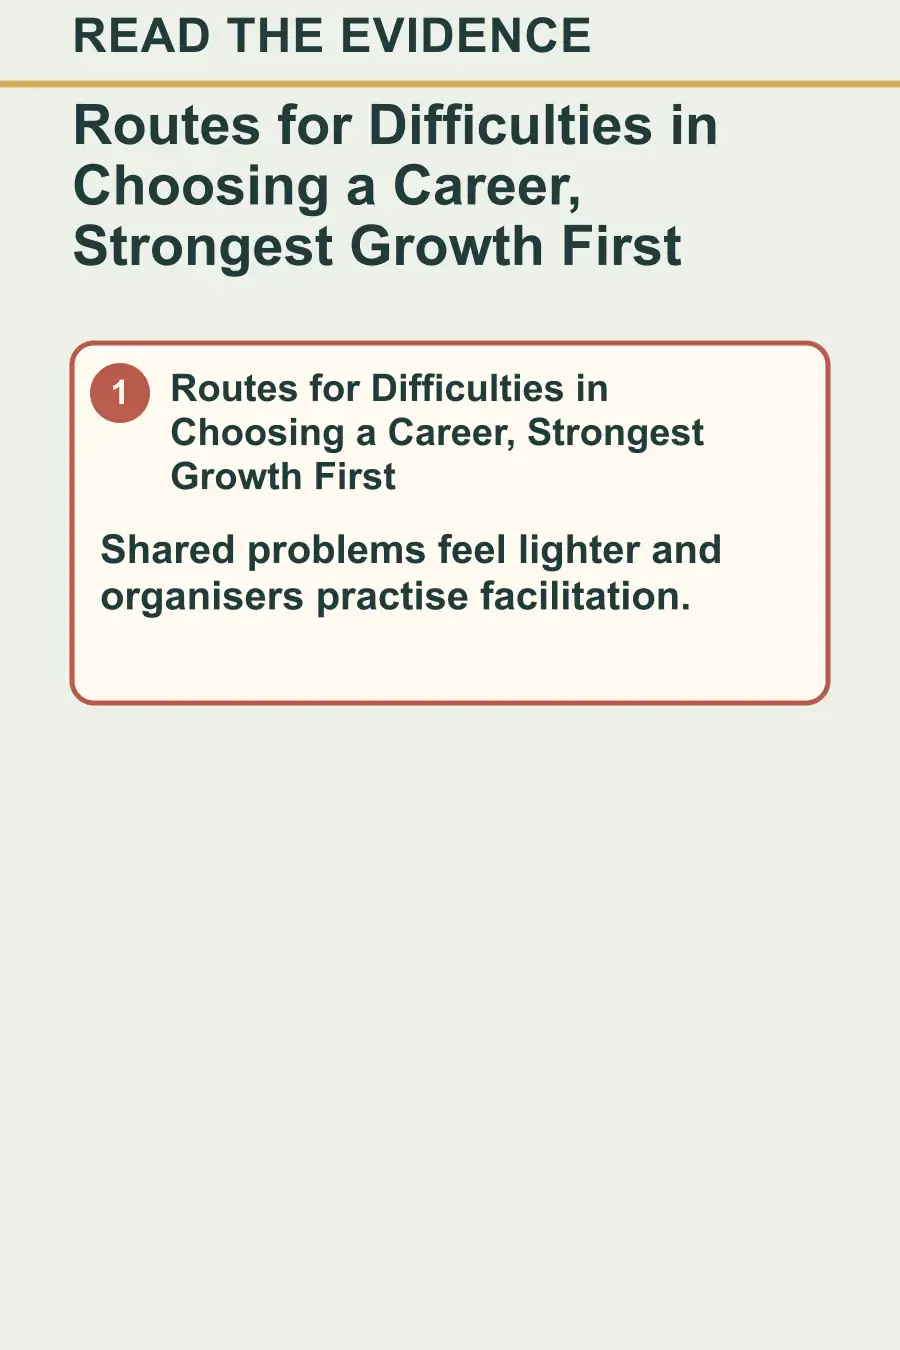 READ THE EVIDENCE
Routes for Difficulties in
Choosing a Career,
Strongest Growth First
1
Routes for Difficulties in
Choosing a Career, Strongest
Growth First
Shared problems feel lighter and
organisers practise facilitation.